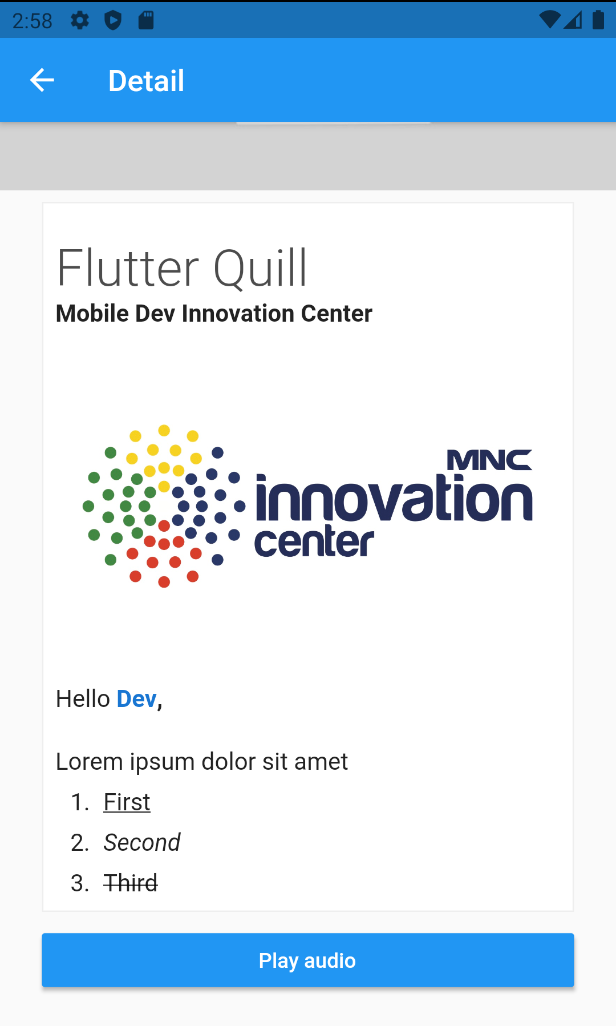 2:58
Detail
Flutter Quill
Mobile Dev Innovation Center
MNC
innovation
center
Hello Dev,
Lorem ipsum dolor sit amet
1. First
2. Second
3. Third
Play audio